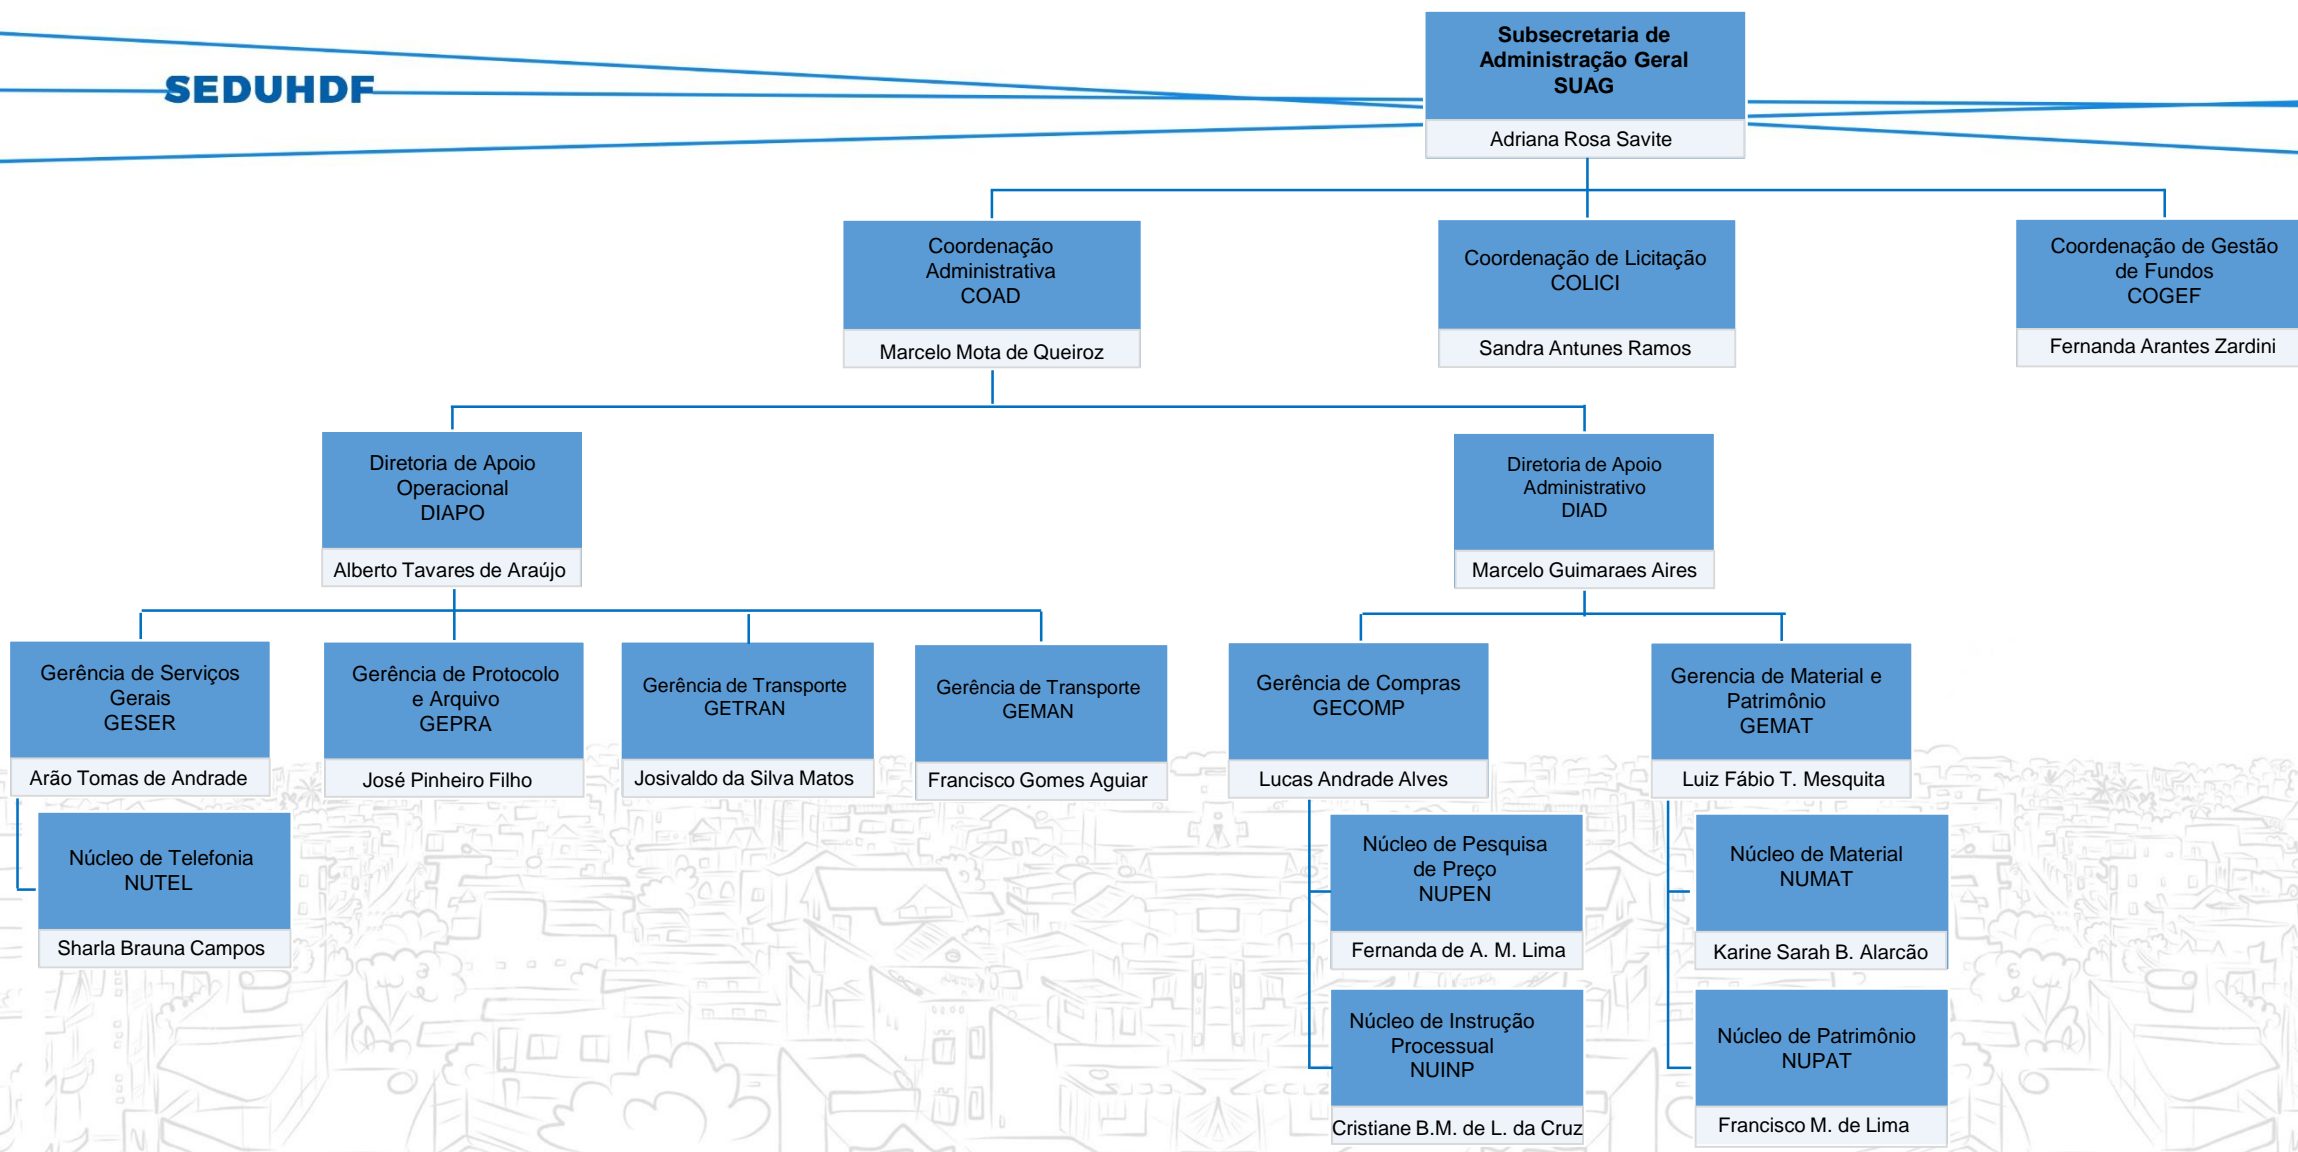 SEDUHDF
Subsecretaria de
Administração Geral
SUAG
Adriana Rosa Savite
Coordenação
Administrativa
COAD
Marcelo Mota de Queiroz
Coordenação de Licitação
COLICI
Sandra Antunes Ramos
Coordenação de Gestão
de Fundos
COGEF
Fernanda Arantes Zardini
Diretoria de Apoio
Operacional
DIAPO
Alberto Tavares de Araújo
Diretoria de Apoio
Administrativo
DIAD
Marcelo Guimaraes Aires
Gerência de Serviços
Gerais
GESER
Arão Tomas de Andrade
Gerência de Protocolo
e Arquivo
GEPRA
José Pinheiro Filho
Gerência de Transporte
GETRAN
Josivaldo da Silva Matos
Gerência de Transporte
GEMAN
Francisco Gomes Aguiar
Gerência de Compras
GECOMP
Lucas Andrade Alves
Gerencia de Material e
Patrimônio
GEMAT
Luiz Fábio T. Mesquita
Núcleo de Telefonia
NUTEL
Sharla Brauna Campos
Núcleo de Pesquisa
de Preço
NUPEN
Fernanda de A. M. Lima
Núcleo de Material
NUMAT
Karine Sarah B. Alarcão
Núcleo de Instrução
Processual
NUINP
Cristiane B.M. de L. da Cruz
Núcleo de Patrimônio
NUPAT
Francisco M. de Lima